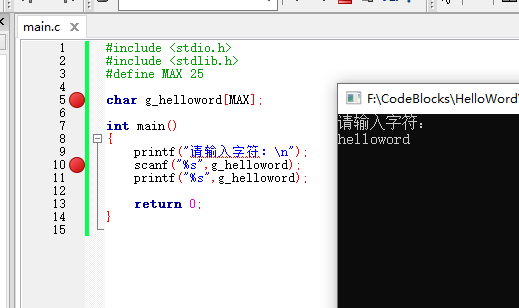 main.c
1 #include <stdio.h>
2 #include <stdlib.h>
3 #define MAX 25
4
5 char g_helloword[MAX];
6
7 int main()
8 {
9 printf("请输入字符：\n");
10 scanf("%s",g_helloword);
11 printf("%s",g_helloword);
12
13 return 0;
14 }
15
F:\CodeBlocks\HelloWord\
请输入字符：
helloword